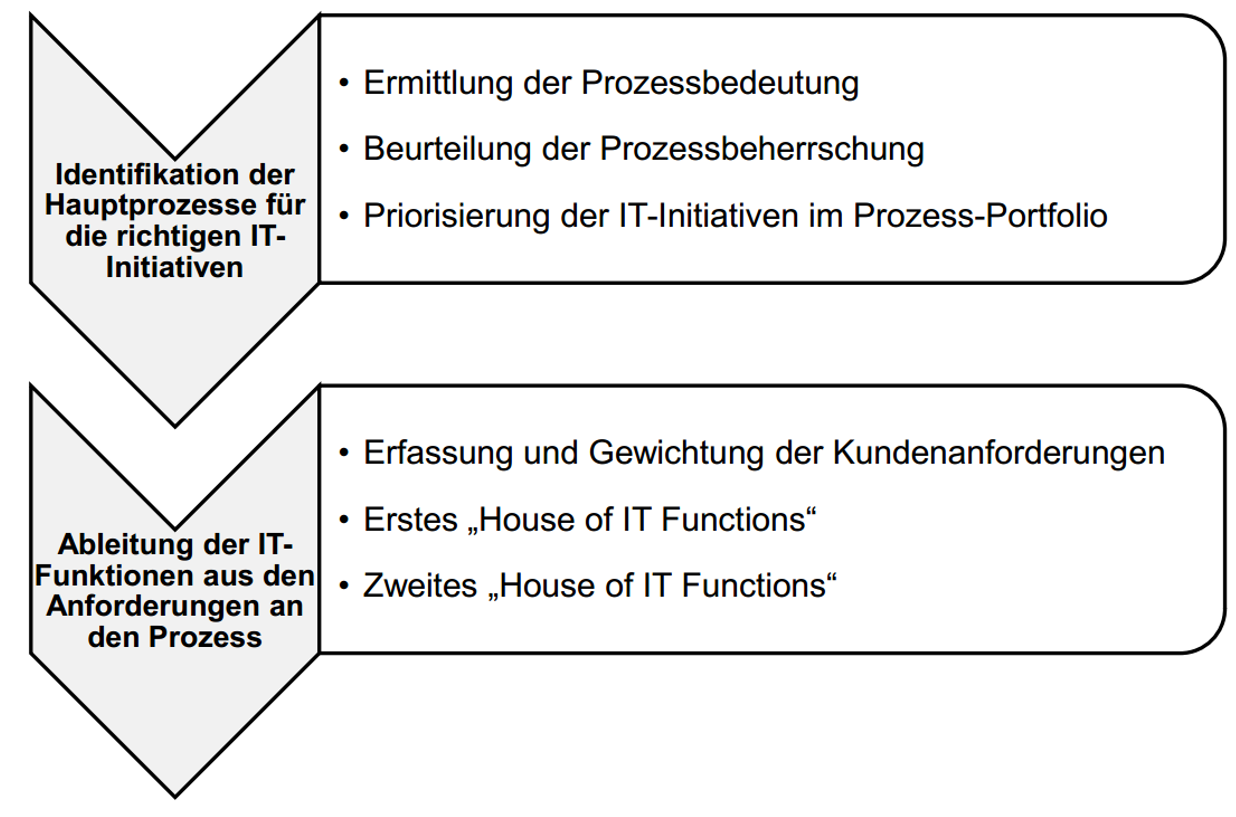 Identifikation der
Hauptprozesse für
die richtigen IT-
Initiativen
• Ermittlung der Prozessbedeutung
• Beurteilung der Prozessbeherrschung
• Priorisierung der IT-Initiativen im Prozess-Portfolio
Ableitung der IT-
Funktionen aus den
Anforderungen an
den Prozess
• Erfassung und Gewichtung der Kundenanforderungen
• Erstes „House of IT Functions“
• Zweites „House of IT Functions“